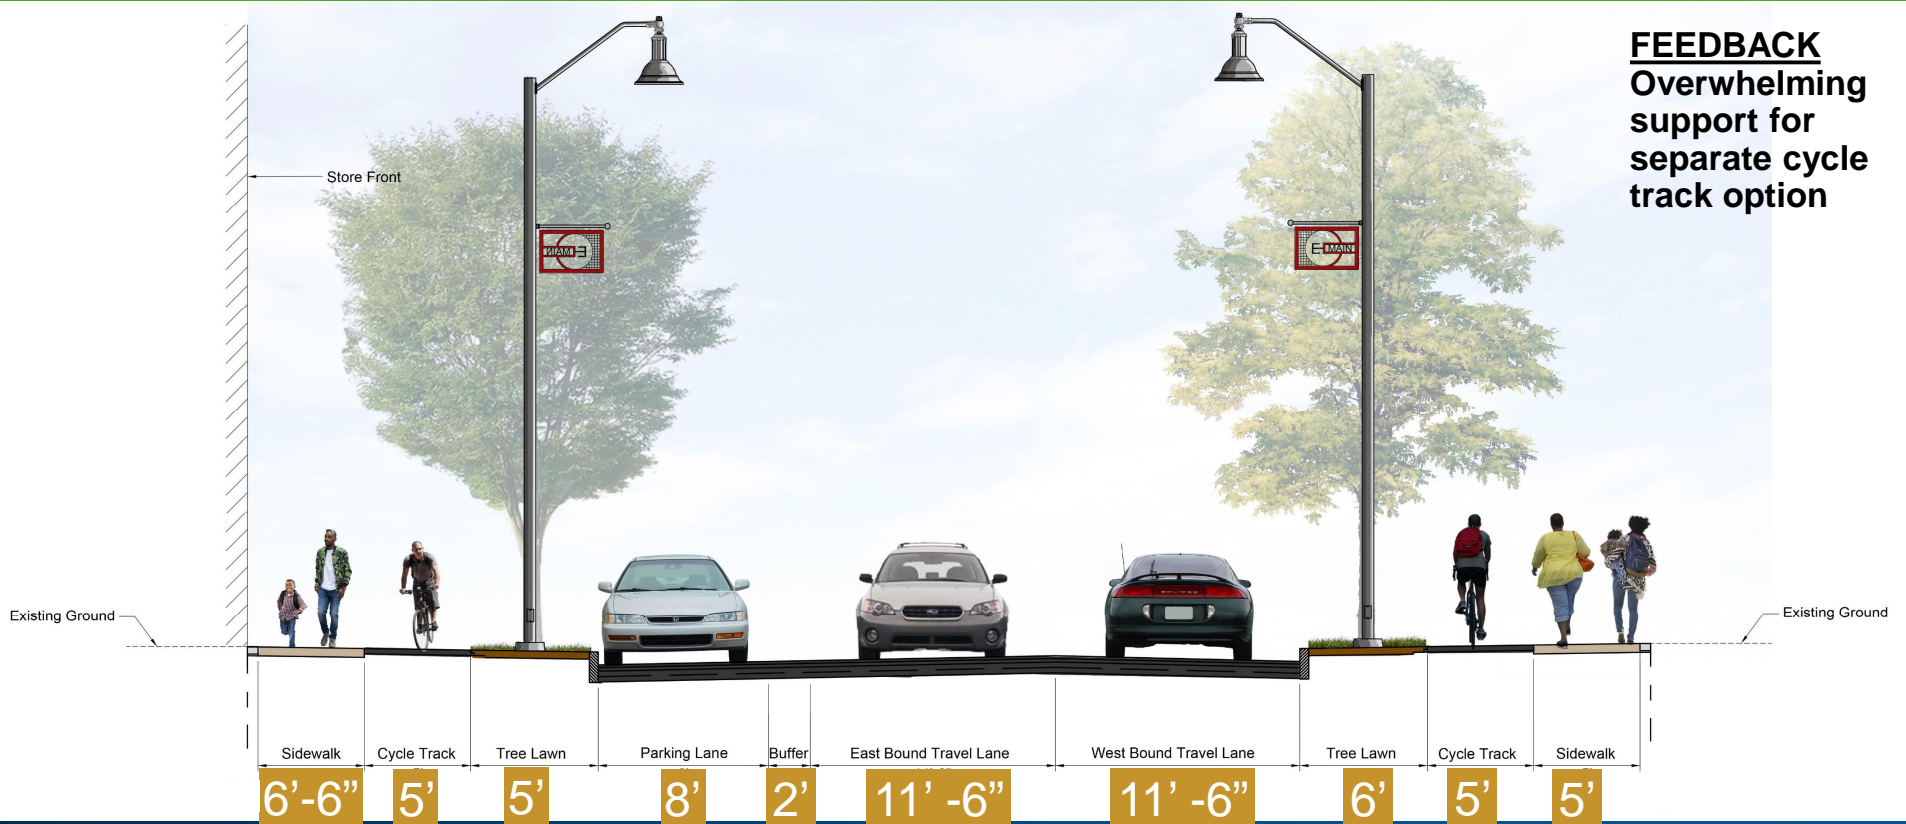 FEEDBACK
Overwhelming
support for
separate cycle
track option
Store Front
MAIN E
E MAIN
Existing Ground
Existing Ground
Sidewalk
Cycle Track
Tree Lawn
Parking Lane
Buffer
East Bound Travel Lane
West Bound Travel Lane
Tree Lawn
Cycle Track
Sidewalk
6’-6”
5’
5’
8’
2’
11’ -6”
11’ -6”
6’
5’
5’